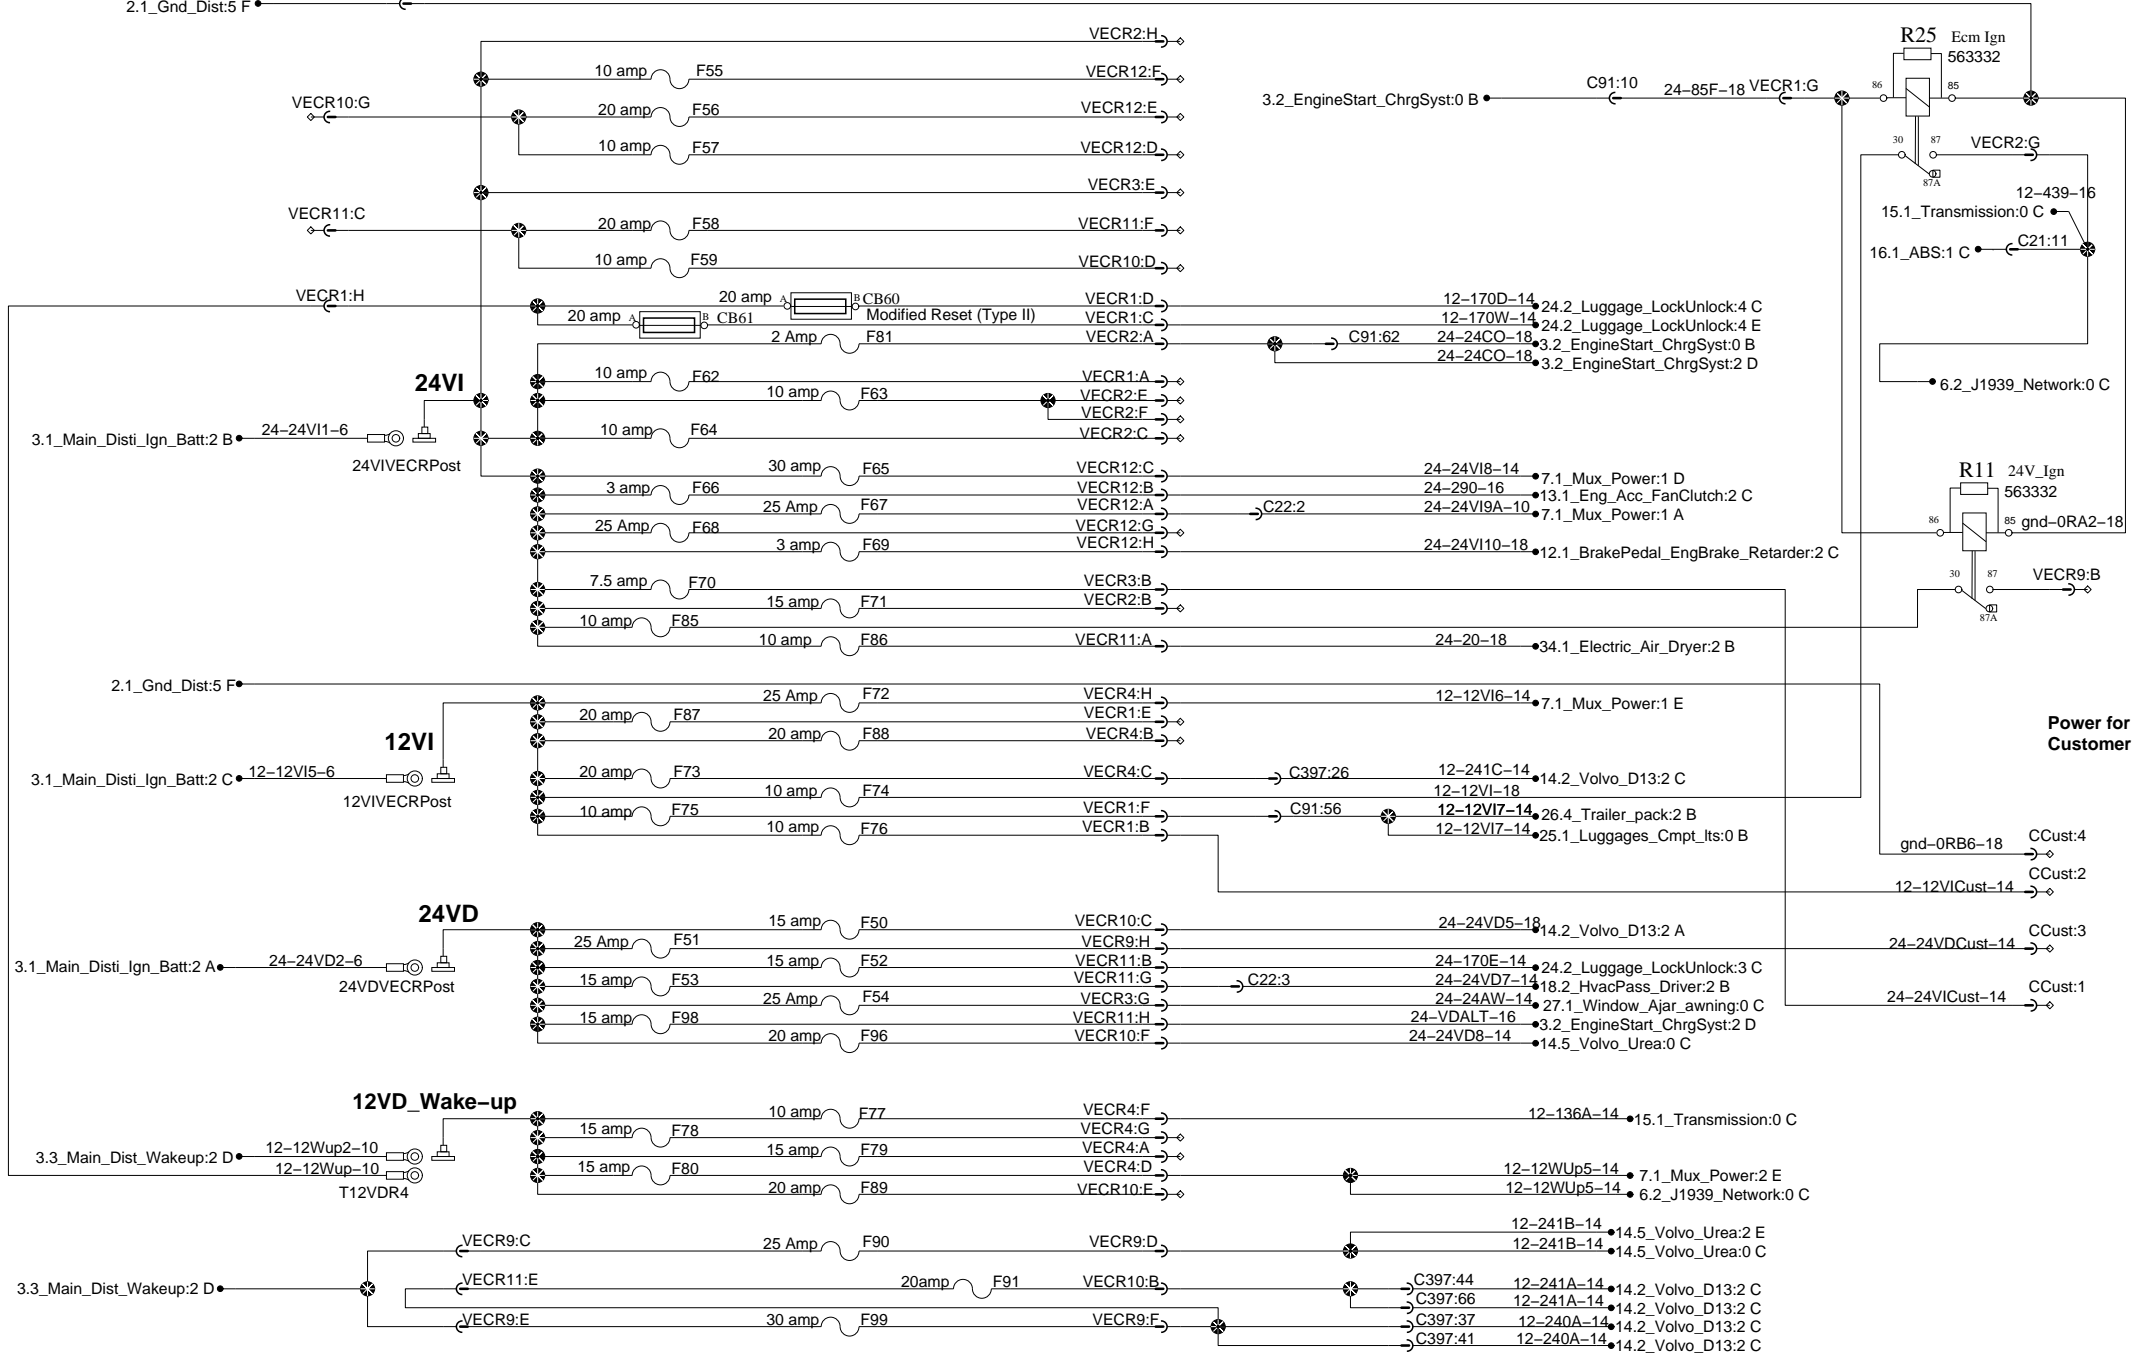 2.1_Gnd_Dist:5 F
VECR2:H
10 amp F55 VECR12:F
VECR10:G 20 amp F56 VECR12:E
10 amp F57 VECR12:D
VECR3:E
VECR11:C 20 amp F58 VECR11:F
10 amp F59 VECR10:D
R25 Ecm Ign
563332
3.2_EngineStart_ChrgSyst:0 B C91:10 24-85F-18 VECR1:G 86 85
30 87 VECR2:G
87A
12-439-16
15.1_Transmission:0 C
16.1_ABS:1 C C21:11
6.2_J1939_Network:0 C
VECR1:H 20 amp A B CB60 VECR1:D 12-170D-14 24.2_Luggage_LockUnlock:4 C
Modified Reset (Type II)
20 amp A B CB61 VECR1:C 12-170W-14 24.2_Luggage_LockUnlock:4 E
2 Amp F81 VECR2:A C91:62 24-24CO-18 3.2_EngineStart_ChrgSyst:0 B
24-24CO-18 3.2_EngineStart_ChrgSyst:2 D
24VI
10 amp F62 VECR1:A
10 amp F63 VECR2:E
VECR2:F
3.1_Main_Disti_Ign_Batt:2 B 24-24VI1-6 10 amp F64 VECR2:C
24VIVECRPost
30 amp F65 VECR12:C 24-24VI8-14 7.1_Mux_Power:1 D
3 amp F66 VECR12:B 24-290-16 13.1_Eng_Acc_FanClutch:2 C
25 Amp F67 VECR12:A C22:2 24-24VI9A-10 7.1_Mux_Power:1 A
25 Amp F68 VECR12:G
3 amp F69 VECR12:H 24-24VI10-18 12.1_BrakePedal_EngBrake_Retarder:2 C
R11 24V_Ign
563332
86 85 gnd-0RA2-18
30 87 VECR9:B
87A
7.5 amp F70 VECR3:B
15 amp F71 VECR2:B
10 amp F85
10 amp F86 VECR11:A 24-20-18 34.1_Electric_Air_Dryer:2 B
2.1_Gnd_Dist:5 F
25 Amp F72 VECR4:H 12-12VI6-14 7.1_Mux_Power:1 E
20 amp F87 VECR1:E
20 amp F88 VECR4:B
Power for
Customer
12VI
3.1_Main_Disti_Ign_Batt:2 C 12-12VI5-6 20 amp F73 VECR4:C C397:26 12-241C-14 14.2_Volvo_D13:2 C
12VIVECRPost
10 amp F74 12-12VI-18
10 amp F75 VECR1:F C91:56 12-12VI7-14 26.4_Trailer_pack:2 B
10 amp F76 VECR1:B 12-12VI7-14 25.1_Luggages_Cmpt_lts:0 B
gnd-0RB6-18 CCust:4
12-12VICust-14 CCust:2
24VD
15 amp F50 VECR10:C 24-24VD5-18 14.2_Volvo_D13:2 A
25 Amp F51 VECR9:H 24-24VDCust-14 CCust:3
3.1_Main_Disti_Ign_Batt:2 A 24-24VD2-6 15 amp F52 VECR11:B 24-170E-14 24.2_Luggage_LockUnlock:3 C
24VDVECRPost
15 amp F53 VECR11:G C22:3 24-24VD7-14 18.2_HvacPass_Driver:2 B
25 Amp F54 VECR3:G 24-24AW-14 27.1_Window_Ajar_awning:0 C
24-24VICust-14 CCust:1
15 amp F98 VECR11:H 24-VDALT-16 3.2_EngineStart_ChrgSyst:2 D
20 amp F96 VECR10:F 24-24VD8-14 14.5_Volvo_Urea:0 C
12VD_Wake-up
10 amp F77 VECR4:F 12-136A-14 15.1_Transmission:0 C
15 amp F78 VECR4:G
3.3_Main_Dist_Wakeup:2 D 12-12Wup2-10 15 amp F79 VECR4:A
12-12Wup-10 15 amp F80 VECR4:D 12-12WUp5-14 7.1_Mux_Power:2 E
T12VDR4 20 amp F89 VECR10:E 12-12WUp5-14 6.2_J1939_Network:0 C
12-241B-14 14.5_Volvo_Urea:2 E
VECR9:C 25 Amp F90 VECR9:D 12-241B-14 14.5_Volvo_Urea:0 C
3.3_Main_Dist_Wakeup:2 D VECR11:E 20amp F91 VECR10:B C397:44 12-241A-14 14.2_Volvo_D13:2 C
C397:66 12-241A-14 14.2_Volvo_D13:2 C
VECR9:E 30 amp F99 VECR9:F C397:37 12-240A-14 14.2_Volvo_D13:2 C
C397:41 12-240A-14 14.2_Volvo_D13:2 C